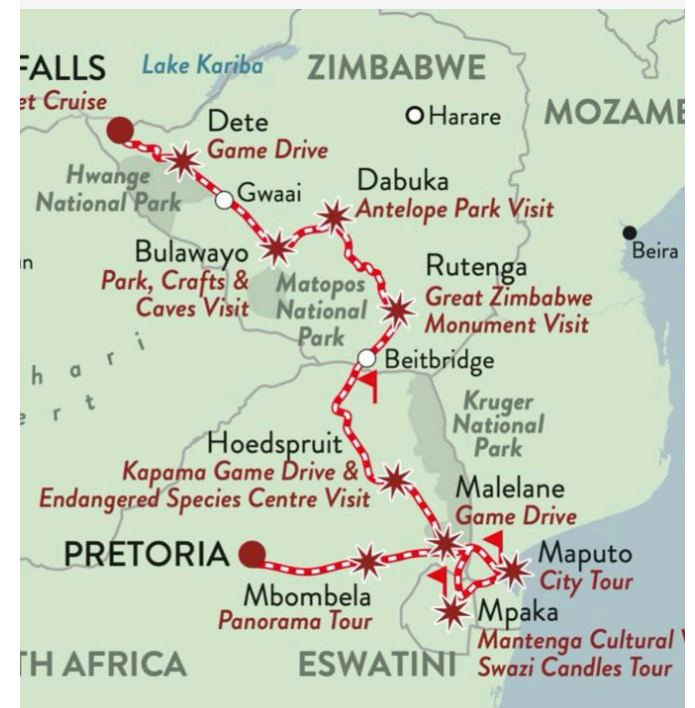 FALLS
et Cruise
Lake Kariba
ZIMBABWE
Harare
MOZAMB
Dete
Game Drive
Hwange
National Park
Gwaai
Dabuka
Antelope Park Visit
Beira
Bulawayo
Park, Crafts &
Caves Visit
Matopos
National
Park
Rutenga
Great Zimbabwe
Monument Visit
n
h a r i
e r t
Beitbridge
Kruger
National
Park
Hoedspruit
Kapama Game Drive &
Endangered Species Centre Visit
Malelane
Game Drive
PRETORIA
Mbombela
Panorama Tour
Maputo
City Tour
Mpaka
Mantenga Cultural V
Swazi Candles Tour
TH AFRICA
ESWATINI